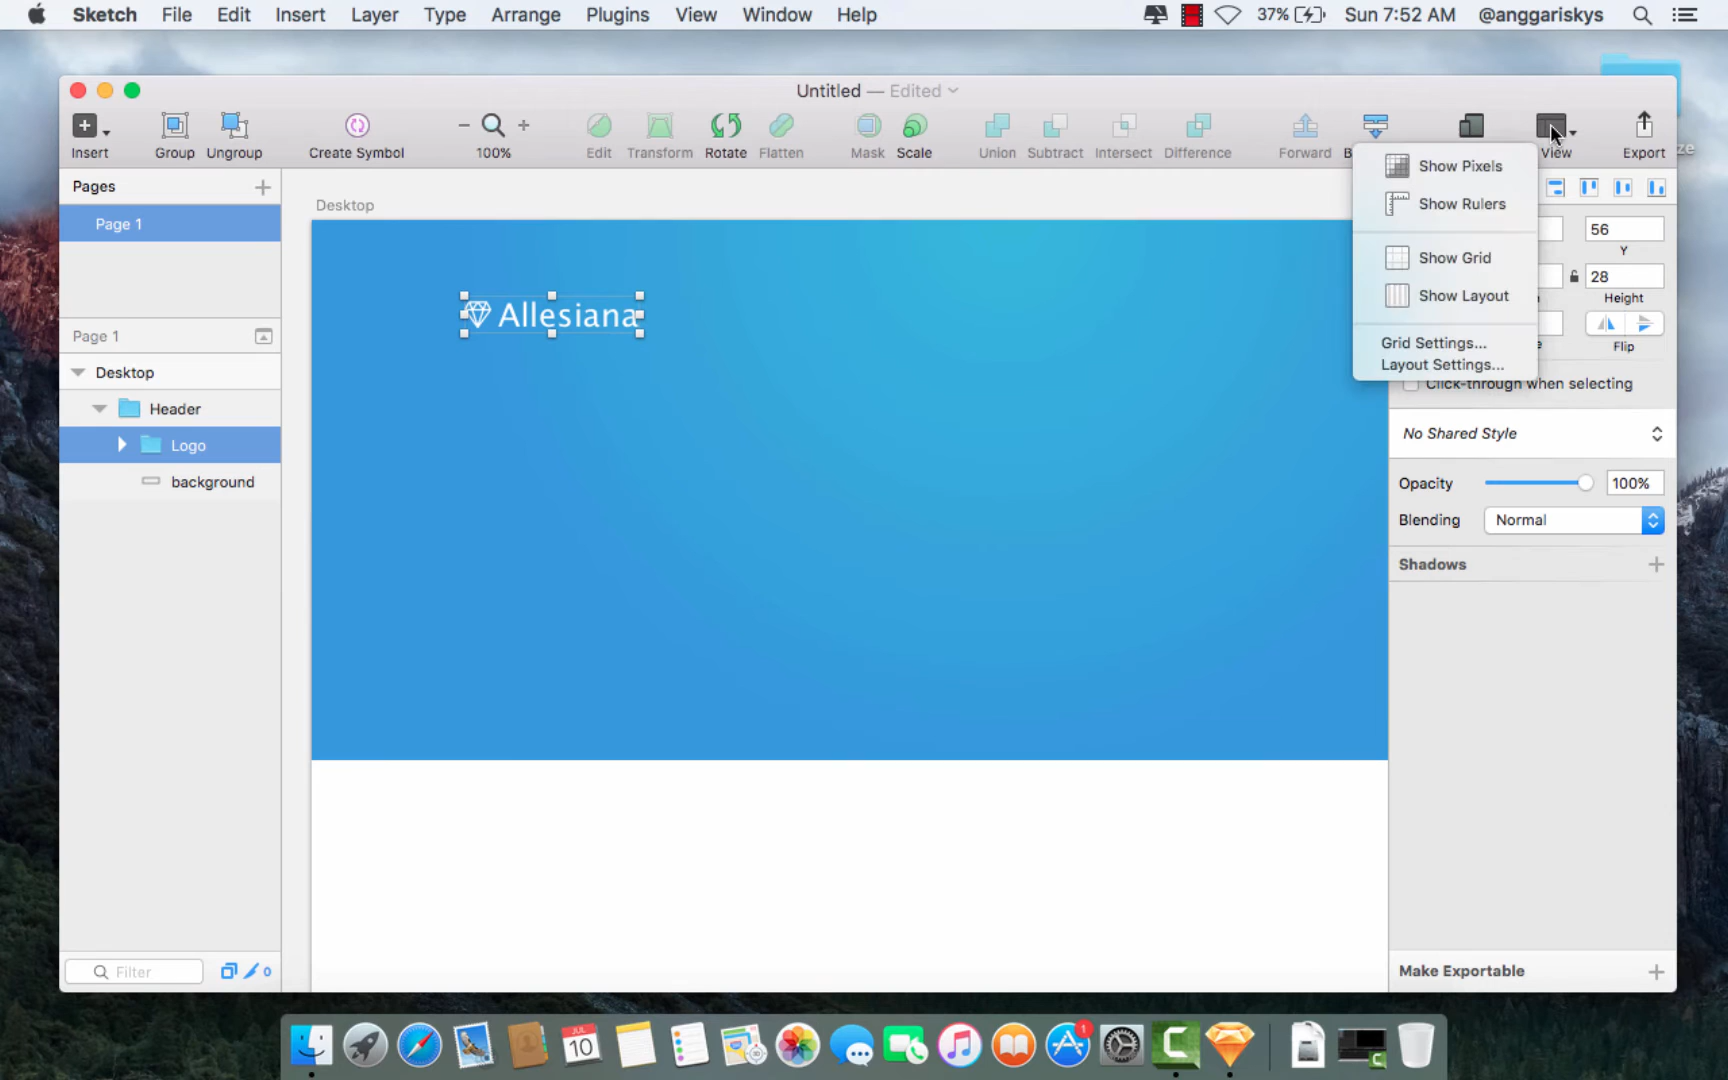 Sketch File Edit Insert Layer Type Arrange Plugins View Window Help 37% Sun 7:52 AM @anggariskys
Untitled — Edited
Insert Group Ungroup Create Symbol 100% Edit Transform Rotate Flatten Mask Scale Union Subtract Intersect Difference Forward B View Export
Pages
Page 1
Page 1
Desktop
Header
Logo
background
Filter 0
Desktop
Allesiana
Show Pixels
Show Rulers
Show Grid
Show Layout
Grid Settings...
Layout Settings...
56
Y
28
Height
Flip
Click-through when selecting
No Shared Style
Opacity 100%
Blending Normal
Shadows
Make Exportable
JUL
10
1